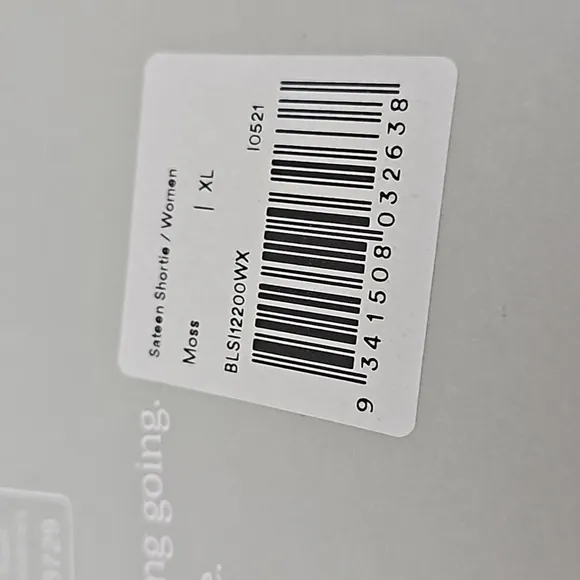 Sateen Shortie / Women
Moss | XL
BLSI12200WX I0521
9 341508 032638
ng going.
e.